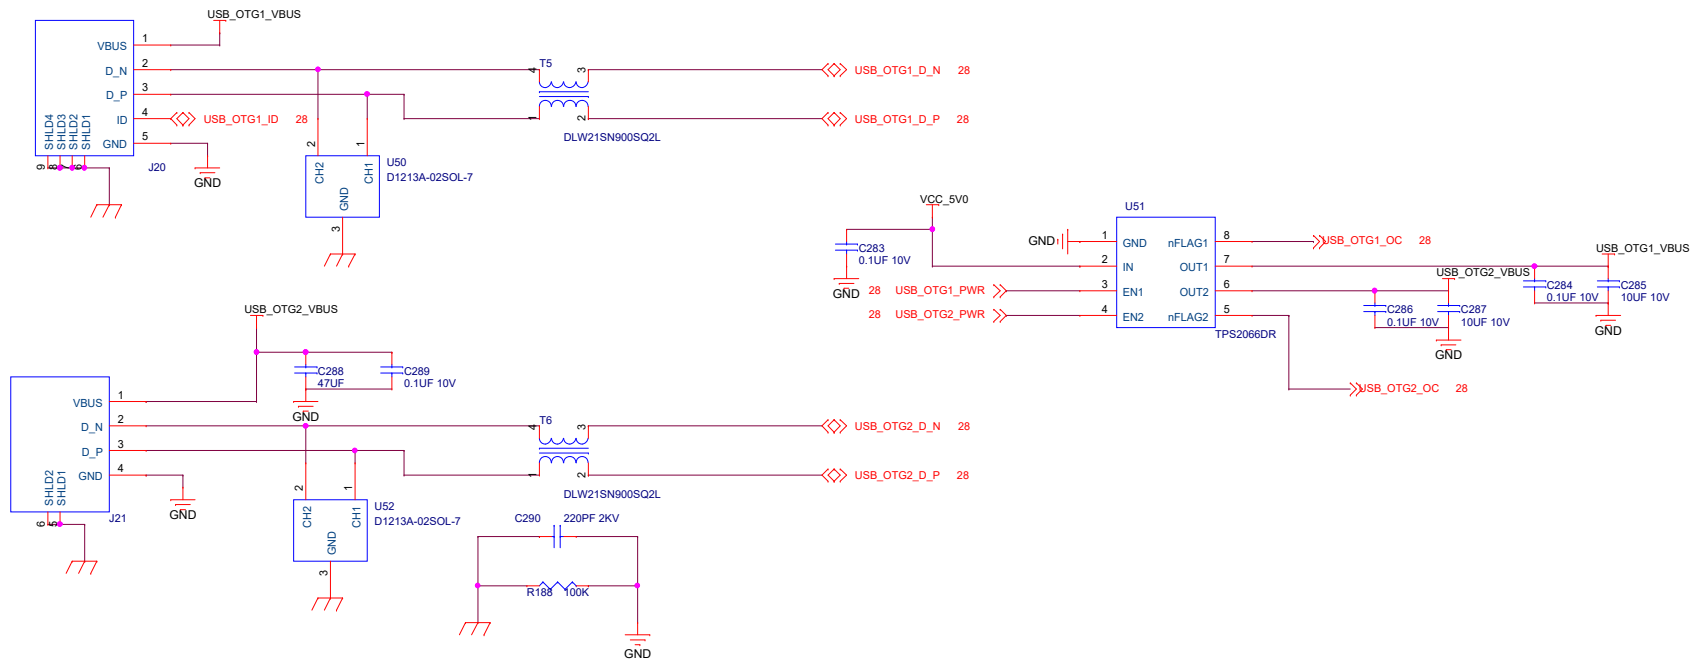 USB_OTG1_VBUS
VBUS 1
D_N 2
D_P 3
ID 4
GND 5
SHLD4
SHLD3
SHLD2
SHLD1
9
8
7
6
J20
USB_OTG1_ID 28
GND
2
1
CH2
GND
CH1
3
U50
D1213A-02SOL-7
T5
4
3
1
2
DLW21SN900SQ2L
USB_OTG1_D_N 28
USB_OTG1_D_P 28
VCC_5V0
C283
0.1UF 10V
GND
GND
28 USB_OTG1_PWR
28 USB_OTG2_PWR
U51
1 GND nFLAG1 8
2 IN OUT1 7
3 EN1 OUT2 6
4 EN2 nFLAG2 5
TPS2066DR
USB_OTG1_OC 28
USB_OTG1_VBUS
USB_OTG2_VBUS
C284
0.1UF 10V
C285
10UF 10V
GND
C286
0.1UF 10V
C287
10UF 10V
GND
USB_OTG2_OC 28
USB_OTG2_VBUS
C288
47UF
C289
0.1UF 10V
GND
VBUS 1
D_N 2
D_P 3
GND 4
SHLD2
SHLD1
6
5
J21
GND
2
1
CH2
GND
CH1
3
U52
D1213A-02SOL-7
T6
4
3
1
2
DLW21SN900SQ2L
USB_OTG2_D_N 28
USB_OTG2_D_P 28
C290 220PF 2KV
R188 100K
GND